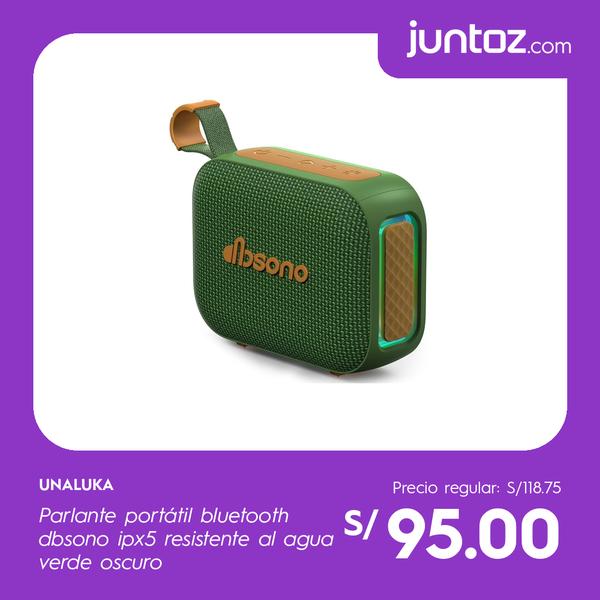 juntoz.com
dbsono
UNALUKA
Parlante portátil bluetooth
dbsono ipx5 resistente al agua
verde oscuro
Precio regular: S/118.75
S/ 95.00